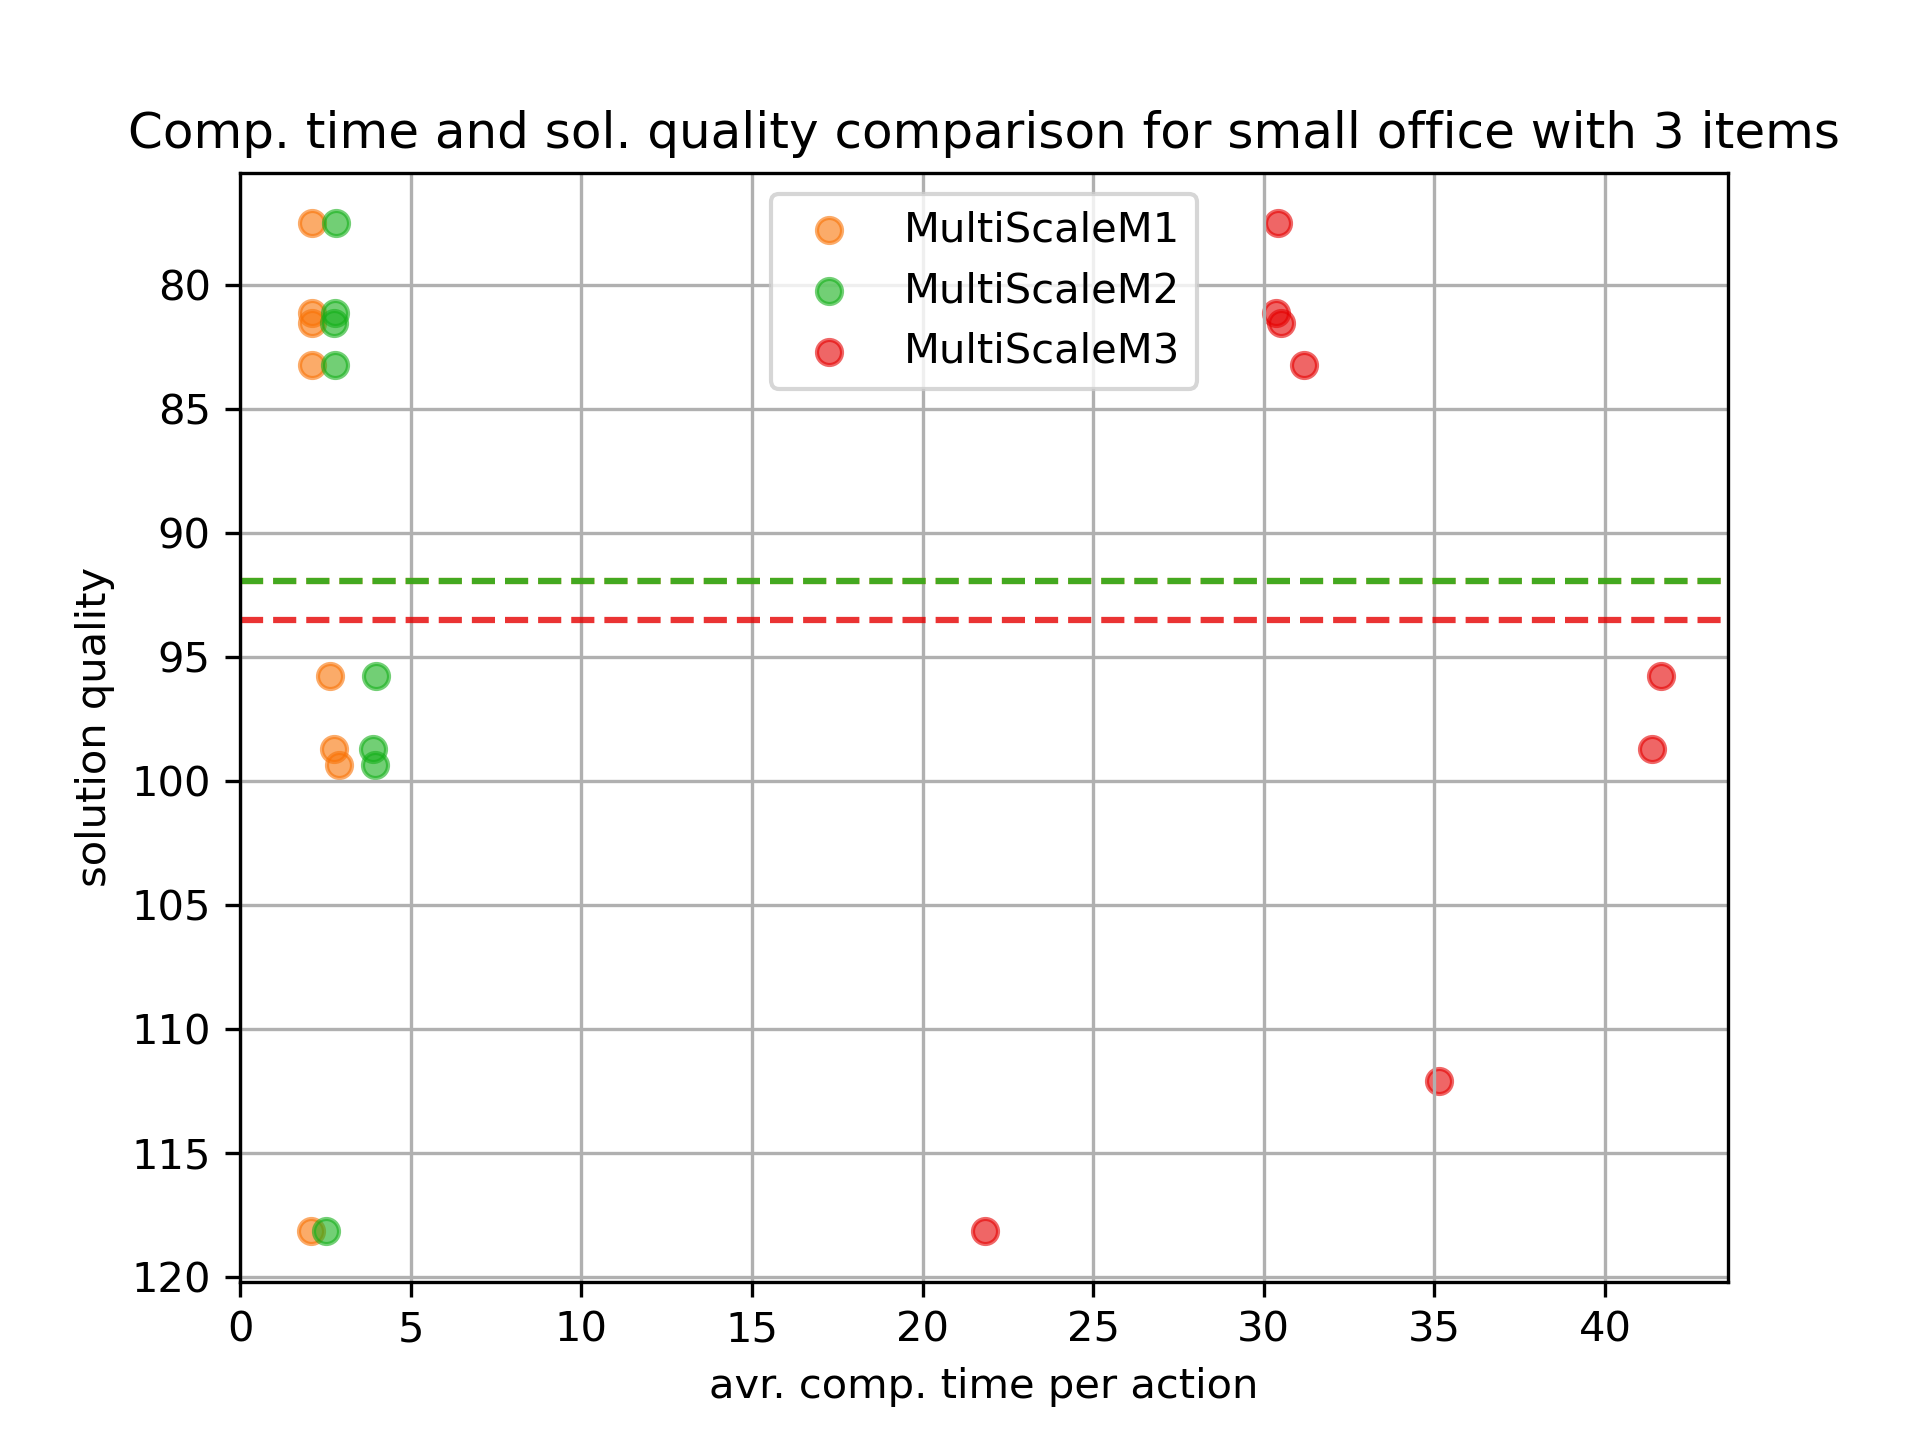 Comp. time and sol. quality comparison for small office with 3 items
MultiScaleM1
MultiScaleM2
MultiScaleM3
80
85
90
95
100
105
110
115
120
solution quality
0 5 10 15 20 25 30 35 40
avr. comp. time per action